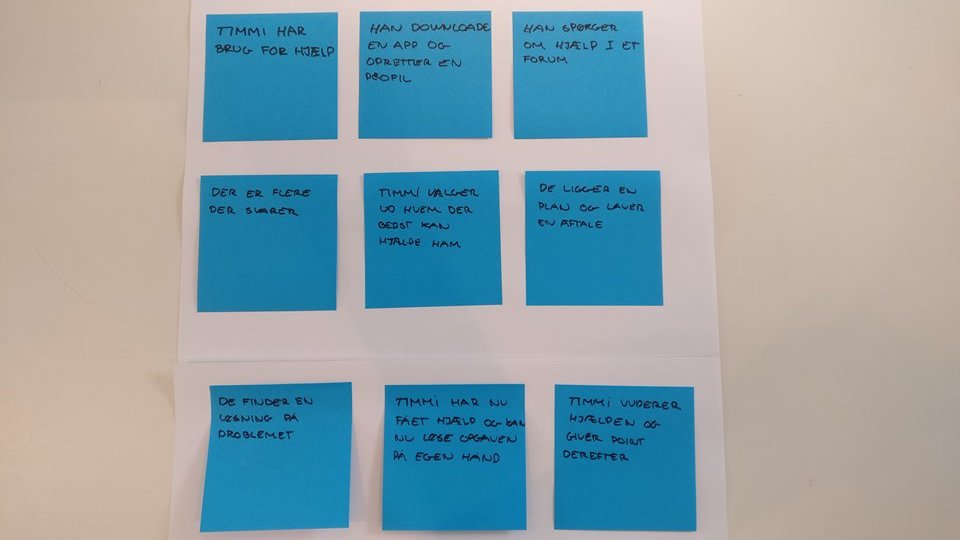 TIMMI HAR
BRUG FOR HJÆLP
HAN DOWNLOADE
EN APP OG
OPRETTER EN
PROFIL
HAN SPØRGER
OM HJÆLP I ET
FORUM
DER ER FLERE
DER SVARER
TIMMI VÆLGER
UD HVEM DER
BEDST KAN
HJÆLPE HAM
DE LIGGER EN
PLAN OG LAVER
EN AFTALE
DE FINDER EN
LØSNING PÅ
PROBLEMET
TIMMI HAR NU
FÅET HJÆLP OG KAN
NU LØSE OPGAVEN
PÅ EGEN HÅND
TIMMI VUDERER
HJÆLPEN OG
GIVER POINT
DEREFTER